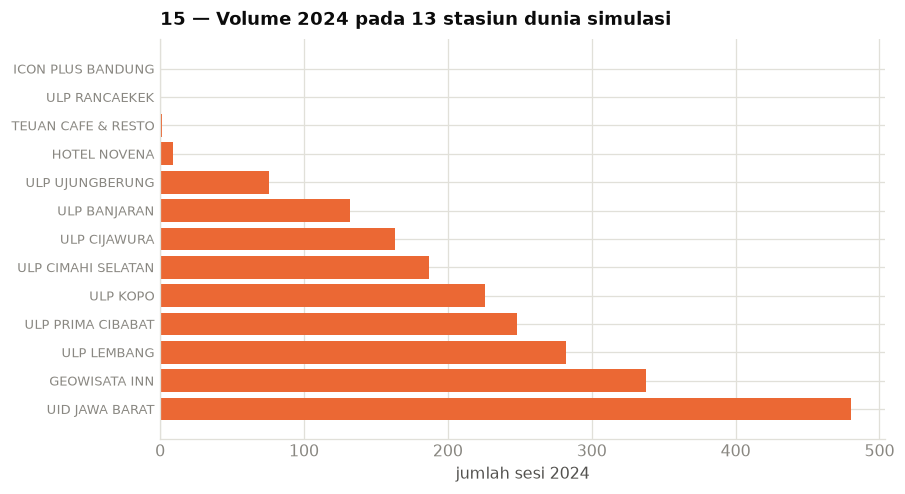 15 — Volume 2024 pada 13 stasiun dunia simulasi
ICON PLUS BANDUNG
ULP RANCAEKEK
TEUAN CAFE & RESTO
HOTEL NOVENA
ULP UJUNGBERUNG
ULP BANJARAN
ULP CIJAWURA
ULP CIMAHI SELATAN
ULP KOPO
ULP PRIMA CIBABAT
ULP LEMBANG
GEOWISATA INN
UID JAWA BARAT
0 100 200 300 400 500
jumlah sesi 2024